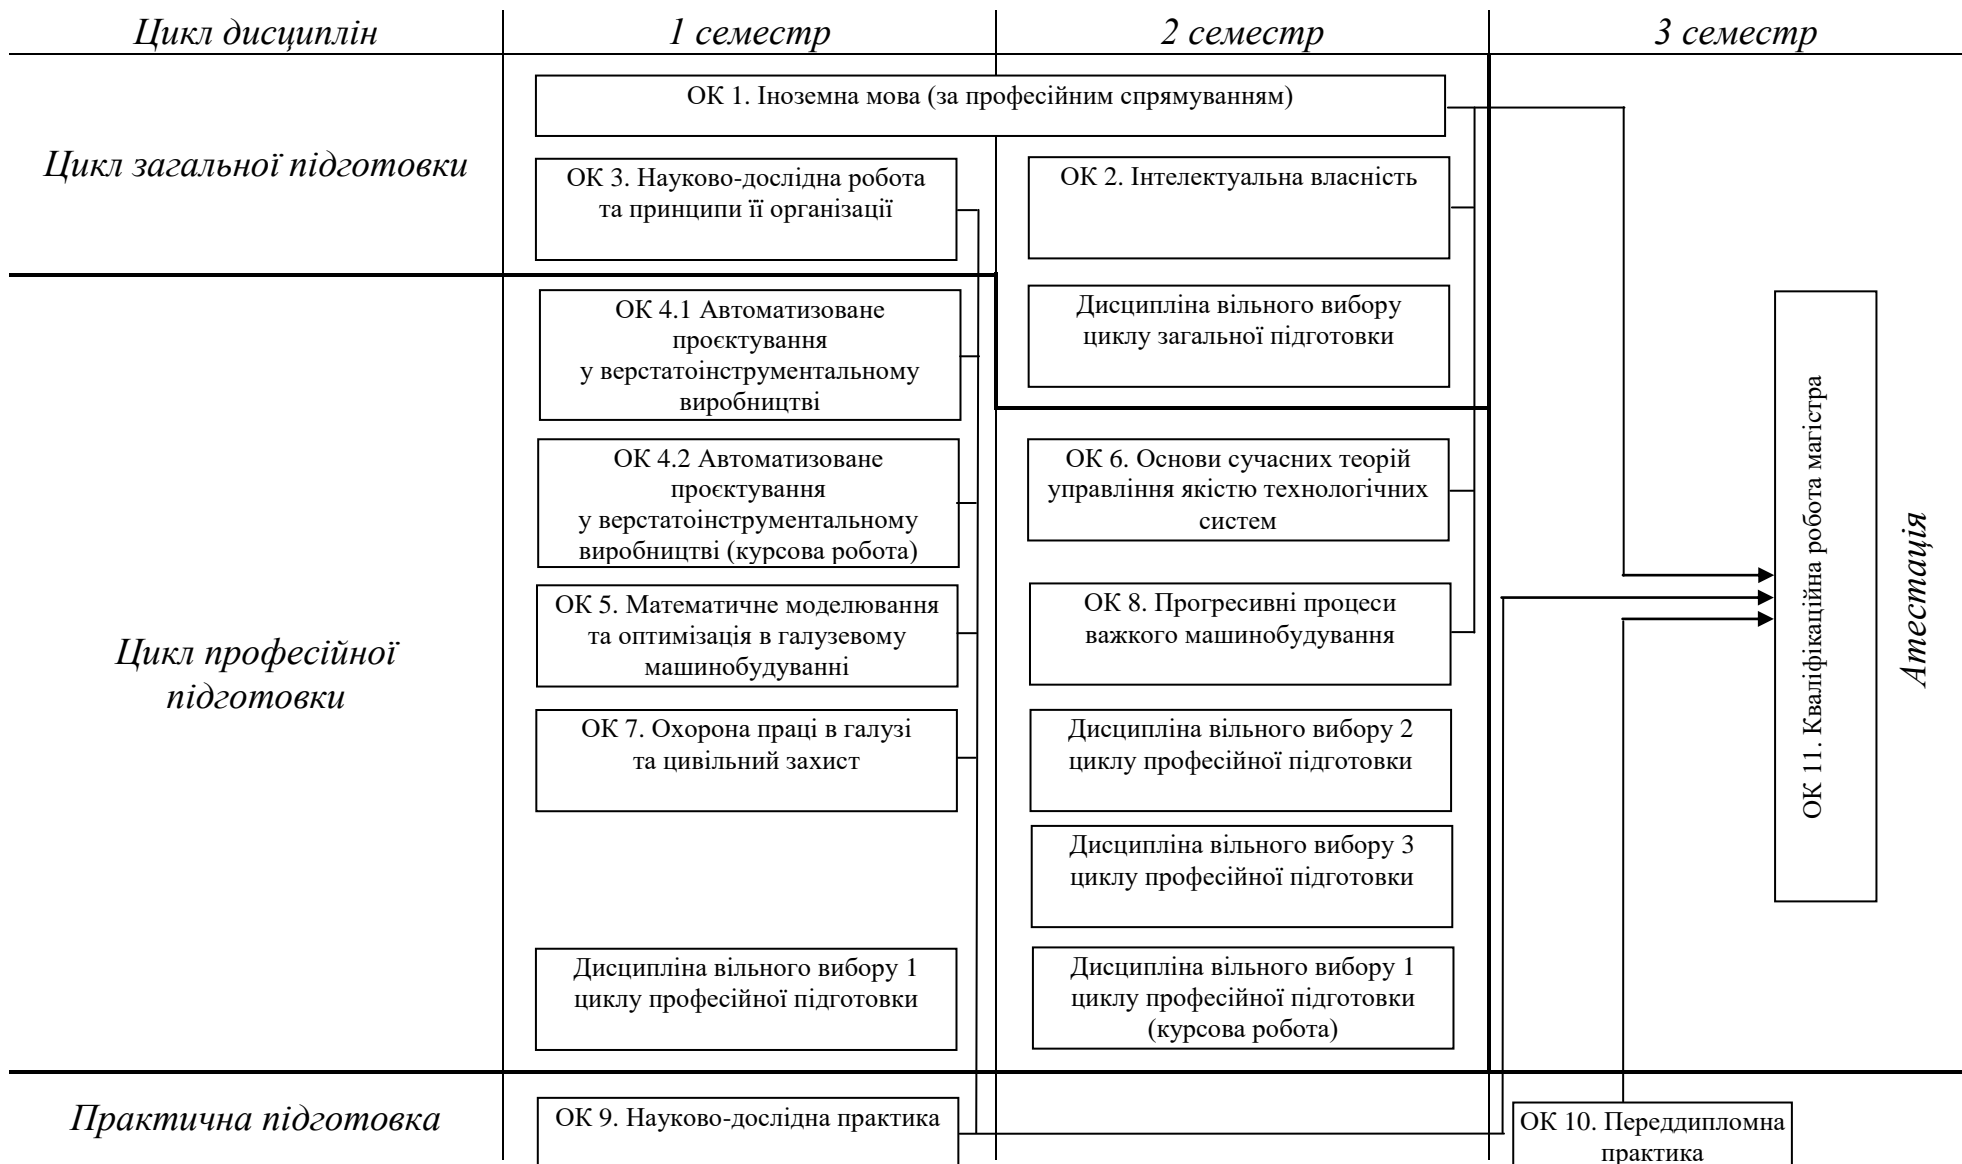 Цикл дисциплін
1 семестр
2 семестр
3 семестр
Цикл загальної підготовки
ОК 1. Іноземна мова (за професійним спрямуванням)
ОК 3. Науково-дослідна робота
та принципи її організації
ОК 2. Інтелектуальна власність
Дисципліна вільного вибору
циклу загальної підготовки
Цикл професійної
підготовки
ОК 4.1 Автоматизоване
проєктування
у верстатоінструментальному
виробництві
ОК 4.2 Автоматизоване
проєктування
у верстатоінструментальному
виробництві (курсова робота)
ОК 5. Математичне моделювання
та оптимізація в галузевому
машинобудуванні
ОК 7. Охорона праці в галузі
та цивільний захист
Дисципліна вільного вибору 1
циклу професійної підготовки
ОК 6. Основи сучасних теорій
управління якістю технологічних
систем
ОК 8. Прогресивні процеси
важкого машинобудування
Дисципліна вільного вибору 2
циклу професійної підготовки
Дисципліна вільного вибору 3
циклу професійної підготовки
Дисципліна вільного вибору 1
циклу професійної підготовки
(курсова робота)
ОК 11. Кваліфікаційна робота магістра
Атестація
Практична підготовка
ОК 9. Науково-дослідна практика
ОК 10. Переддипломна
практика